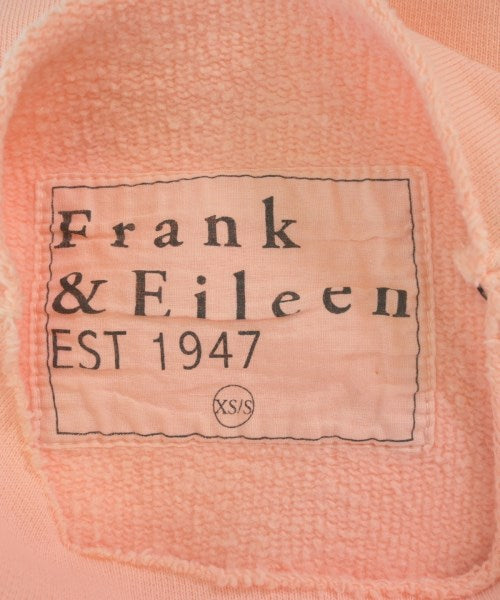 Frank
& Eileen
EST 1947
XS/S